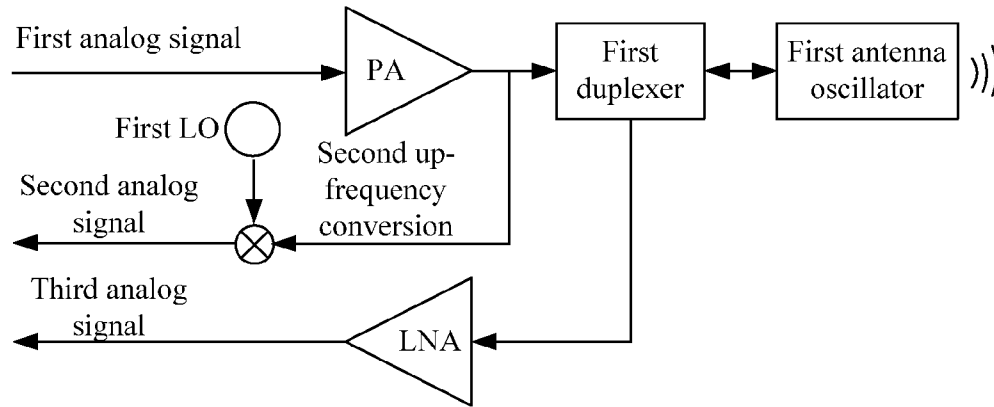 First analog signal
PA
First
duplexer
First antenna
oscillator
First LO
Second up-
frequency
conversion
Second analog
signal
Third analog
signal
LNA